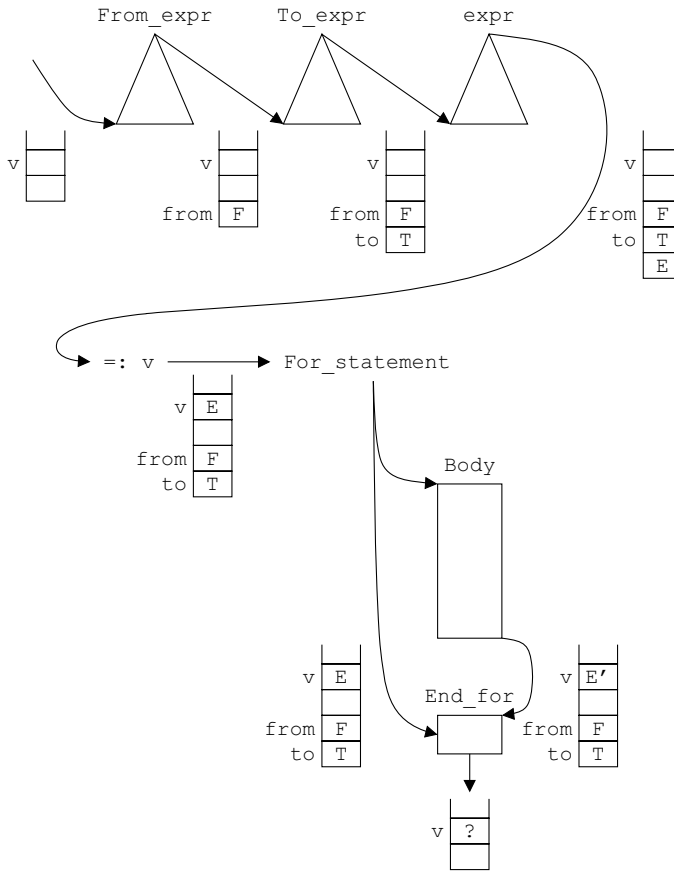 From_expr To_expr expr
v v v v
from F from F from F
to T to T
E
=: v For_statement
v E
from F
to T
Body
v E v E′
End_for
from F from F
to T to T
v ?